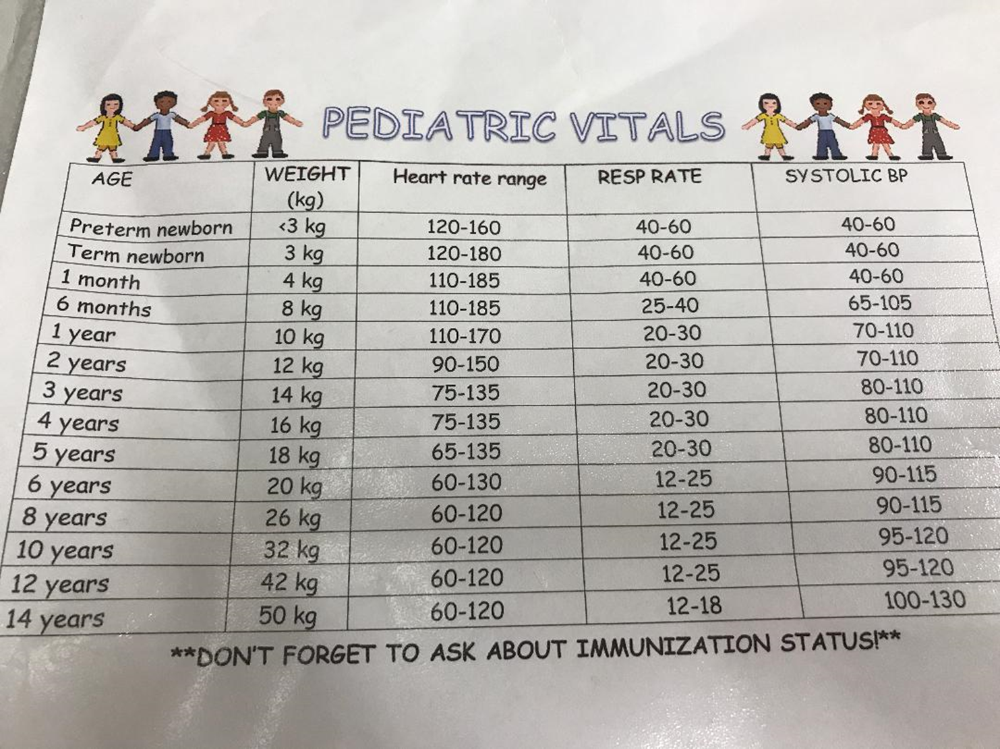 PEDIATRIC VITALS
AGE WEIGHT (kg) Heart rate range RESP RATE SYSTOLIC BP
Preterm newborn <3 kg 120-160 40-60 40-60
Term newborn 3 kg 120-180 40-60 40-60
1 month 4 kg 110-185 40-60 40-60
6 months 8 kg 110-185 25-40 65-105
1 year 10 kg 110-170 20-30 70-110
2 years 12 kg 90-150 20-30 70-110
3 years 14 kg 75-135 20-30 80-110
4 years 16 kg 75-135 20-30 80-110
5 years 18 kg 65-135 20-30 80-110
6 years 20 kg 60-130 12-25 90-115
8 years 26 kg 60-120 12-25 90-115
10 years 32 kg 60-120 12-25 95-120
12 years 42 kg 60-120 12-25 95-120
14 years 50 kg 60-120 12-18 100-130
**DON'T FORGET TO ASK ABOUT IMMUNIZATION STATUS!**